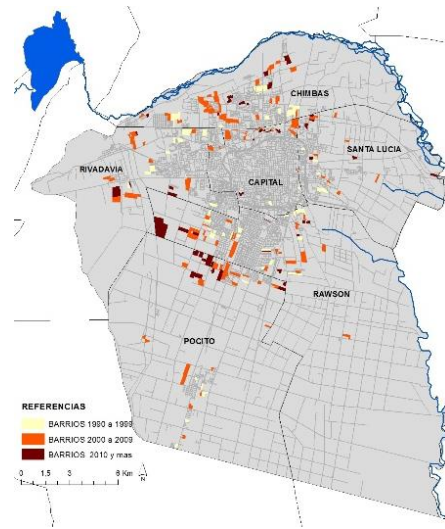 CHIMBAS
SANTA LUCIA
RIVADAVIA
CAPITAL
RAWSON
POCITO
REFERENCIAS
BARRIOS 1990 a 1999
BARRIOS 2000 a 2009
BARRIOS 2010 y mas
0 1.5 3 6 Km
N